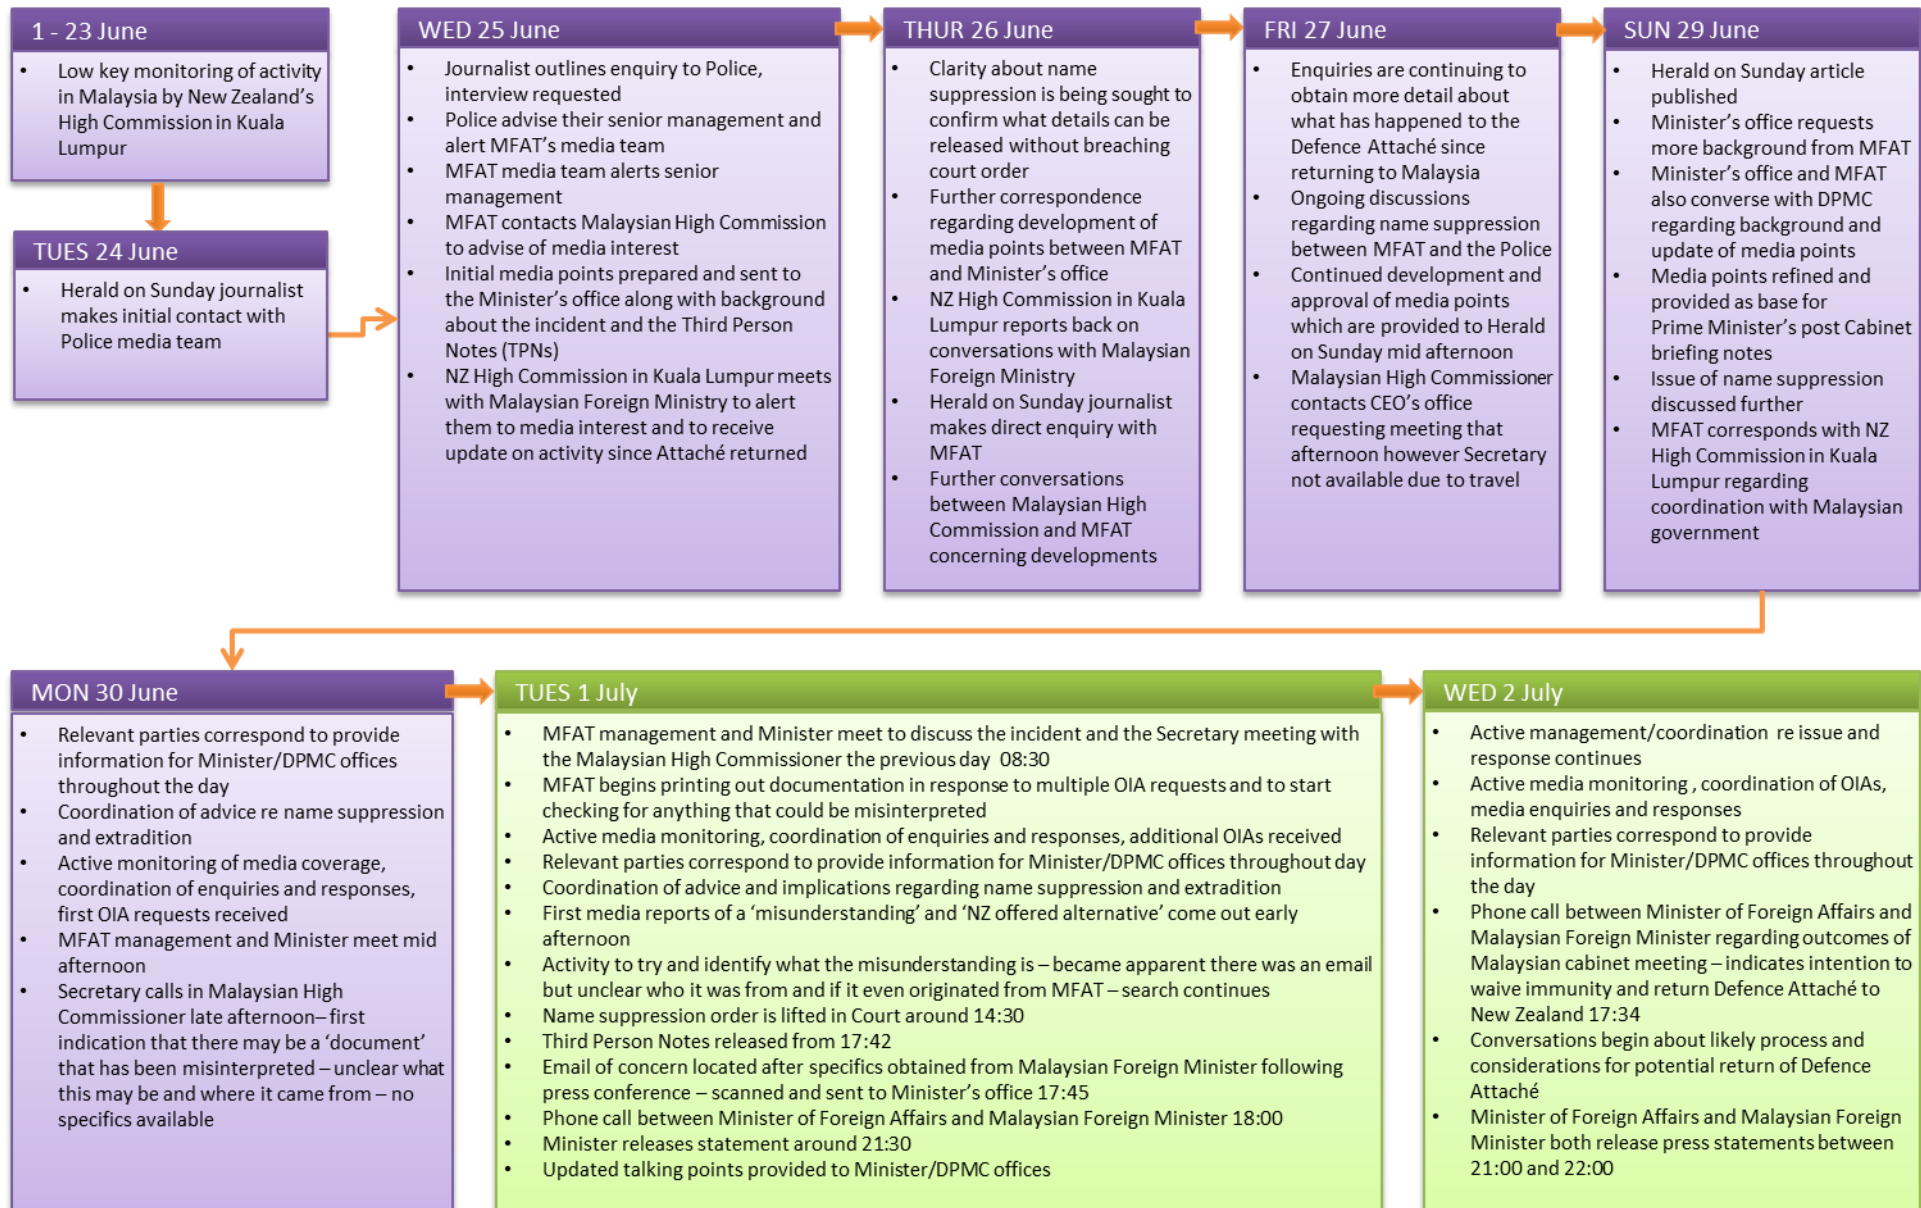 1 - 23 June
• Low key monitoring of activity
in Malaysia by New Zealand's
High Commission in Kuala
Lumpur
TUES 24 June
• Herald on Sunday journalist
makes initial contact with
Police media team
WED 25 June
• Journalist outlines enquiry to Police,
interview requested
• Police advise their senior management and
alert MFAT's media team
• MFAT media team alerts senior
management
• MFAT contacts Malaysian High Commission
to advise of media interest
• Initial media points prepared and sent to
the Minister's office along with background
about the incident and the Third Person
Notes (TPNs)
• NZ High Commission in Kuala Lumpur meets
with Malaysian Foreign Ministry to alert
them to media interest and to receive
update on activity since Attaché returned
THUR 26 June
• Clarity about name
suppression is being sought to
confirm what details can be
released without breaching
court order
• Further correspondence
regarding development of
media points between MFAT
and Minister's office
• NZ High Commission in Kuala
Lumpur reports back on
conversations with Malaysian
Foreign Ministry
• Herald on Sunday journalist
makes direct enquiry with
MFAT
• Further conversations
between Malaysian High
Commission and MFAT
concerning developments
FRI 27 June
• Enquiries are continuing to
obtain more detail about
what has happened to the
Defence Attaché since
returning to Malaysia
• Ongoing discussions
regarding name suppression
between MFAT and the Police
• Continued development and
approval of media points
which are provided to Herald
on Sunday mid afternoon
• Malaysian High Commissioner
contacts CEO's office
requesting meeting that
afternoon however Secretary
not available due to travel
SUN 29 June
• Herald on Sunday article
published
• Minister's office requests
more background from MFAT
• Minister's office and MFAT
also converse with DPMC
regarding background and
update of media points
• Media points refined and
provided as base for
Prime Minister's post Cabinet
briefing notes
• Issue of name suppression
discussed further
• MFAT corresponds with NZ
High Commission in Kuala
Lumpur regarding
coordination with Malaysian
government
MON 30 June
• Relevant parties correspond to provide
information for Minister/DPMC offices
throughout the day
• Coordination of advice re name suppression
and extradition
• Active monitoring of media coverage,
coordination of enquiries and responses,
first OIA requests received
• MFAT management and Minister meet mid
afternoon
• Secretary calls in Malaysian High
Commissioner late afternoon– first
indication that there may be a 'document'
that has been misinterpreted – unclear what
this may be and where it came from – no
specifics available
TUES 1 July
• MFAT management and Minister meet to discuss the incident and the Secretary meeting with
the Malaysian High Commissioner the previous day 08:30
• MFAT begins printing out documentation in response to multiple OIA requests and to start
checking for anything that could be misinterpreted
• Active media monitoring, coordination of enquiries and responses, additional OIAs received
• Relevant parties correspond to provide information for Minister/DPMC offices throughout day
• Coordination of advice and implications regarding name suppression and extradition
• First media reports of a 'misunderstanding' and 'NZ offered alternative' come out early
afternoon
• Activity to try and identify what the misunderstanding is – became apparent there was an email
but unclear who it was from and if it even originated from MFAT – search continues
• Name suppression order is lifted in Court around 14:30
• Third Person Notes released from 17:42
• Email of concern located after specifics obtained from Malaysian Foreign Minister following
press conference – scanned and sent to Minister's office 17:45
• Phone call between Minister of Foreign Affairs and Malaysian Foreign Minister 18:00
• Minister releases statement around 21:30
• Updated talking points provided to Minister/DPMC offices
WED 2 July
• Active management/coordination re issue and
response continues
• Active media monitoring , coordination of OIAs,
media enquiries and responses
• Relevant parties correspond to provide
information for Minister/DPMC offices throughout
the day
• Phone call between Minister of Foreign Affairs and
Malaysian Foreign Minister regarding outcomes of
Malaysian cabinet meeting – indicates intention to
waive immunity and return Defence Attaché to
New Zealand 17:34
• Conversations begin about likely process and
considerations for potential return of Defence
Attaché
• Minister of Foreign Affairs and Malaysian Foreign
Minister both release press statements between
21:00 and 22:00